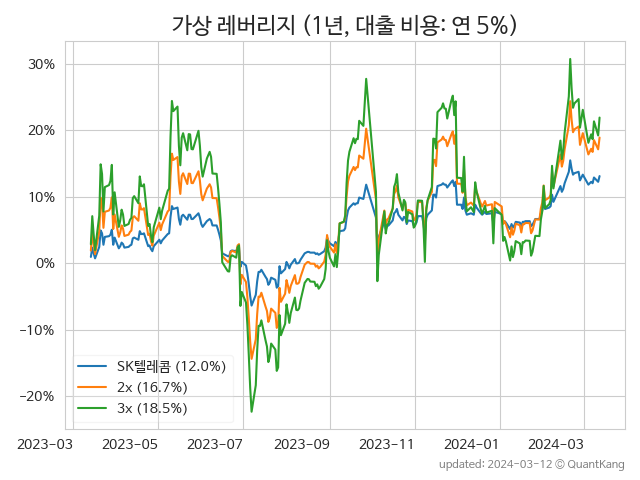 가상 레버리지 (1년, 대출 비용: 연 5%)
30%
20%
10%
0%
−10%
−20%
SK텔레콤 (12.0%)
2x (16.7%)
3x (18.5%)
2023-03
2023-05
2023-07
2023-09
2023-11
2024-01
2024-03
updated: 2024-03-12 © QuantKang